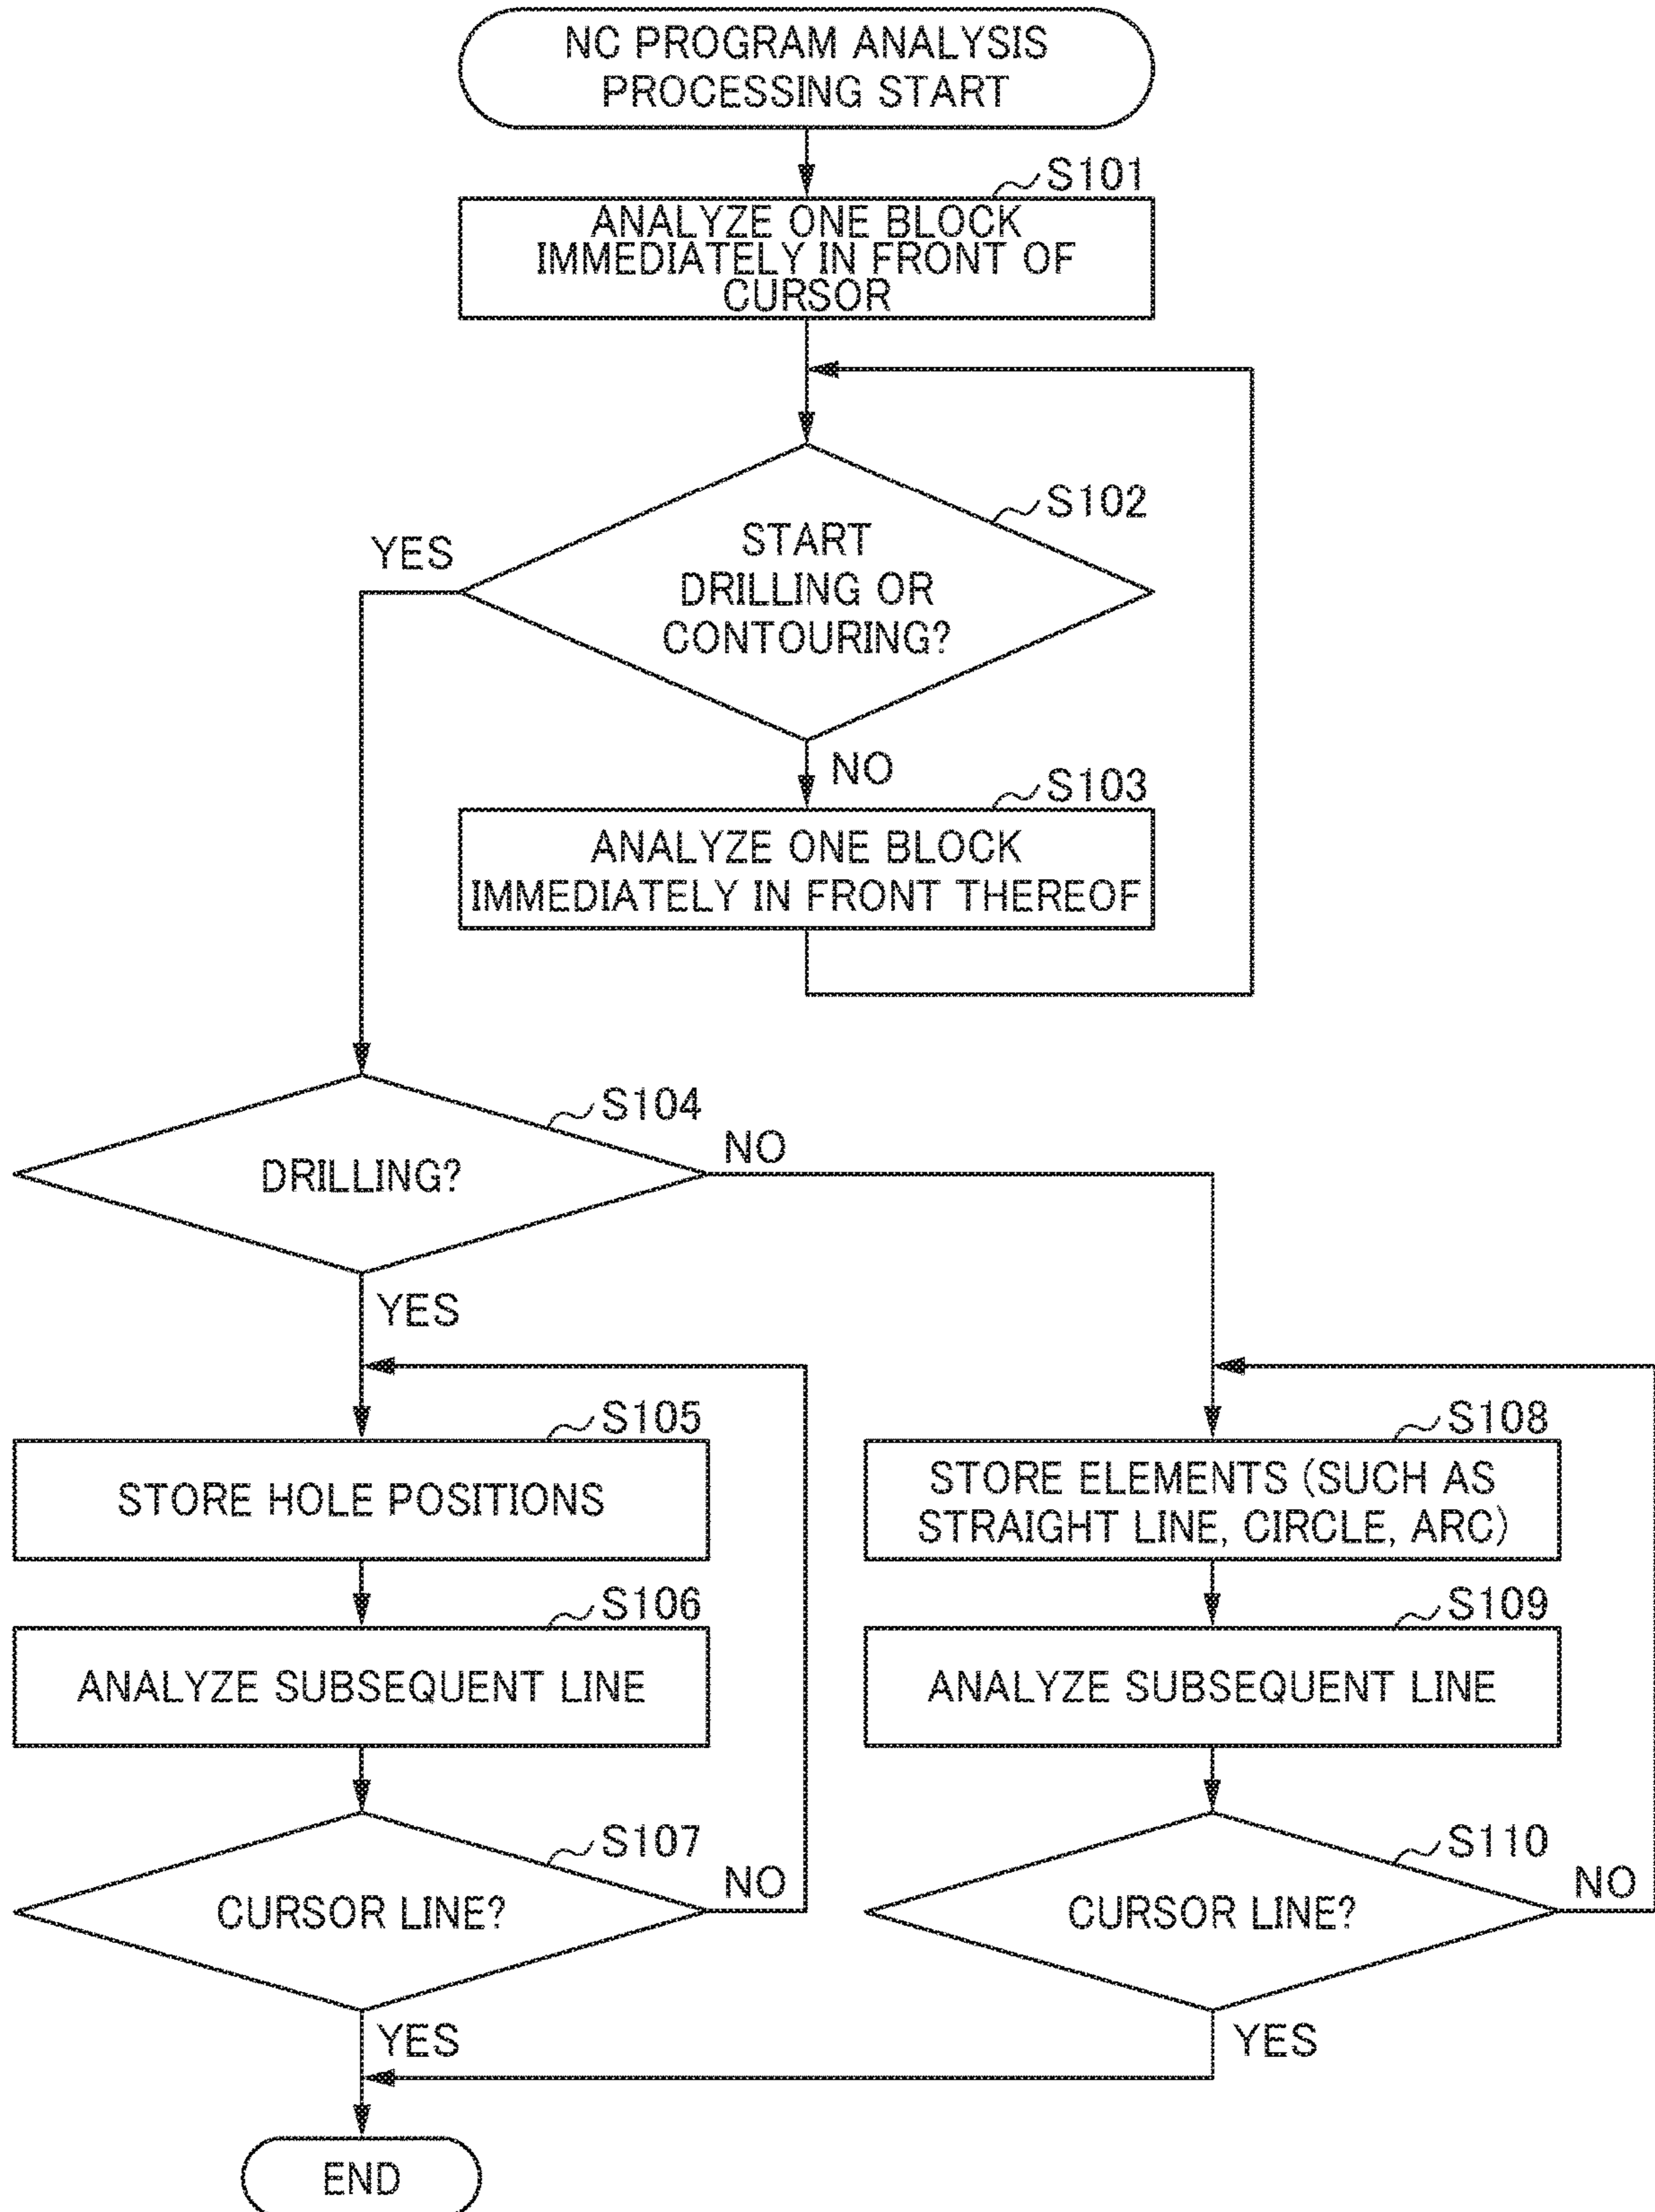 NC PROGRAM ANALYSIS
PROCESSING START
S101
ANALYZE ONE BLOCK
IMMEDIATELY IN FRONT OF
CURSOR
S102
START
DRILLING OR
CONTOURING?
YES
NO
S103
ANALYZE ONE BLOCK
IMMEDIATELY IN FRONT THEREOF
S104
DRILLING?
NO
YES
S105
STORE HOLE POSITIONS
S106
ANALYZE SUBSEQUENT LINE
S107
CURSOR LINE?
NO
YES
S108
STORE ELEMENTS (SUCH AS
STRAIGHT LINE, CIRCLE, ARC)
S109
ANALYZE SUBSEQUENT LINE
S110
CURSOR LINE?
NO
YES
END